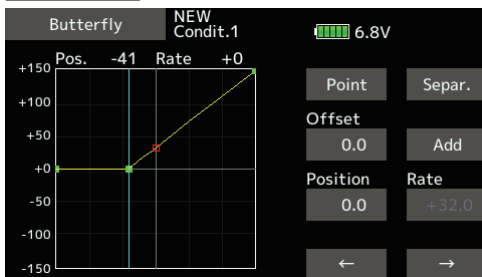 Butterfly
NEW
Condit.1
6.8V
Pos. -41 Rate +0
+150
+100
+50
+0
-50
-100
-150
Point Separ.
Offset
0.0 Add
Position Rate
0.0 +32.0
← →